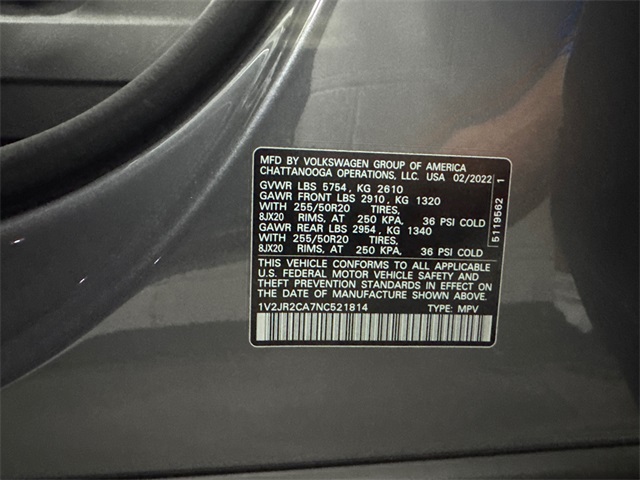 MFD BY VOLKSWAGEN GROUP OF AMERICA
CHATTANOOGA OPERATIONS, LLC. USA 02/2022
GVWR LBS 5754, KG 2610
GAWR FRONT LBS 2910, KG 1320
WITH 255/50R20 TIRES,
8JX20 RIMS, AT 250 KPA, 36 PSI COLD
GAWR REAR LBS 2954, KG 1340
WITH 255/50R20 TIRES,
8JX20 RIMS, AT 250 KPA, 36 PSI COLD
THIS VEHICLE CONFORMS TO ALL APPLICABLE
U.S. FEDERAL MOTOR VEHICLE SAFETY AND
THEFT PREVENTION STANDARDS IN EFFECT ON
THE DATE OF MANUFACTURE SHOWN ABOVE.
1V2JR2CA7NC521814 TYPE: MPV
5119562 1